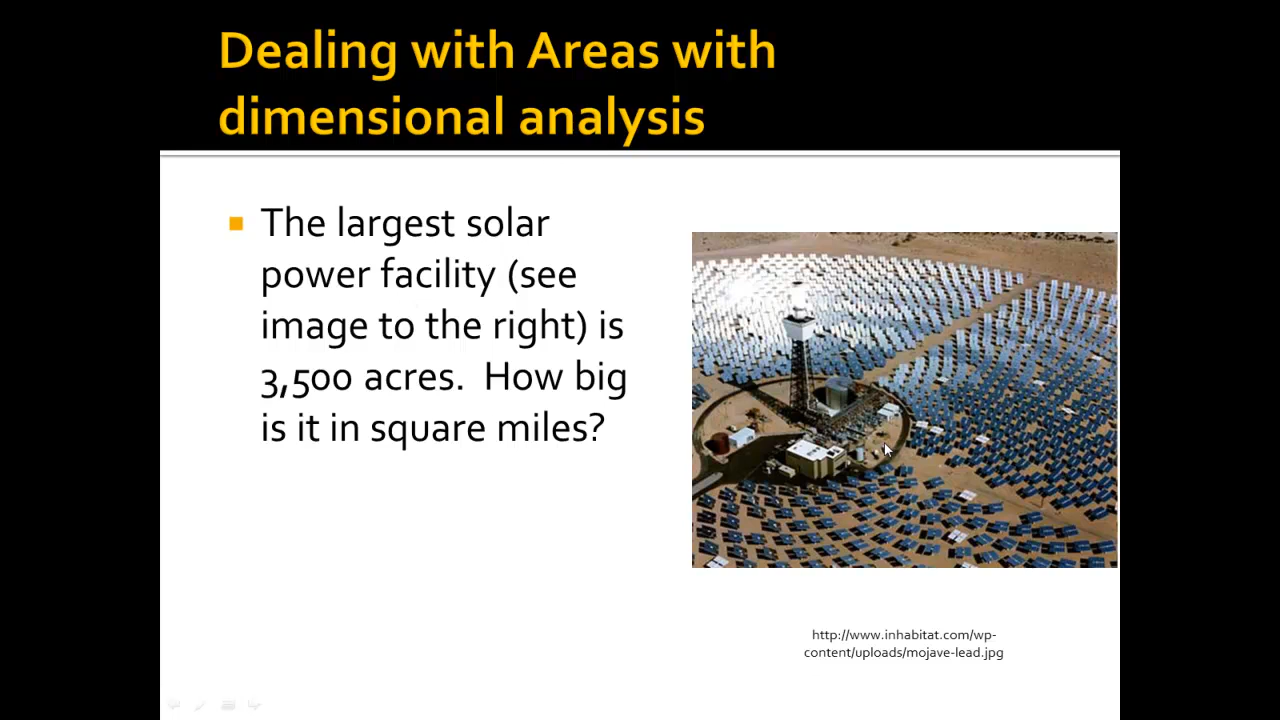 Dealing with Areas with
dimensional analysis
The largest solar
power facility (see
image to the right) is
3,500 acres.  How big
is it in square miles?
http://www.inhabitat.com/wp-
content/uploads/mojave-lead.jpg